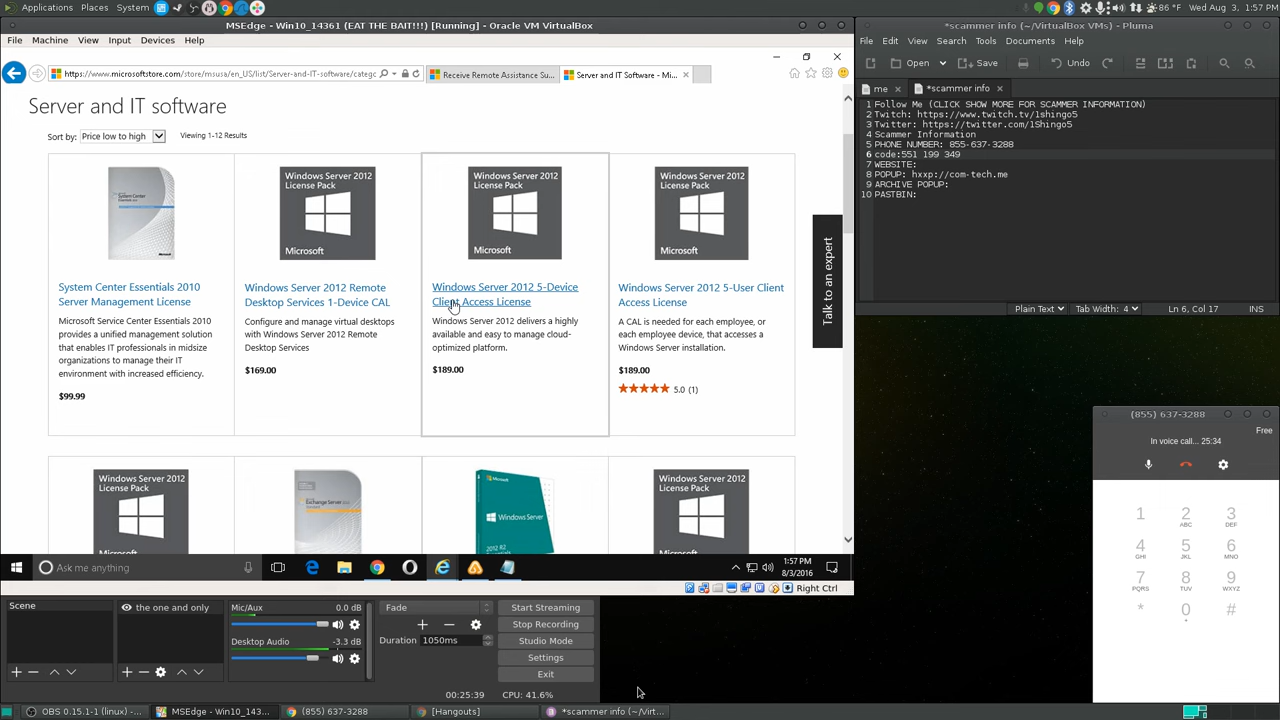 Applications Places System
86 °F Wed Aug 3, 1:57 PM
MSEdge - Win10_14361 (EAT THE BAIT!!!) [Running] - Oracle VM VirtualBox
File Machine View Input Devices Help
https://www.microsoftstore.com/store/msusa/en_US/list/Server-and-IT-software/categc
Receive Remote Assistance Su...
Server and IT Software - Mi...
Server and IT software
Sort by: Price low to high Viewing 1-12 Results
Windows Server 2012
License Pack
Microsoft
Windows Server 2012
License Pack
Microsoft
Windows Server 2012
License Pack
Microsoft
System Center Essentials 2010
Server Management License
Microsoft Service Center Essentials 2010
provides a unified management solution
that enables IT professionals in midsize
organizations to manage their IT
environment with increased efficiency.
$99.99
Windows Server 2012 Remote
Desktop Services 1-Device CAL
Configure and manage virtual desktops
with Windows Server 2012 Remote
Desktop Services
$169.00
Windows Server 2012 5-Device
Client Access License
Windows Server 2012 delivers a highly
available and easy to manage cloud-
optimized platform.
$189.00
Windows Server 2012 5-User Client
Access License
A CAL is needed for each employee, or
each employee device, that accesses a
Windows Server installation.
$189.00
5.0 (1)
Talk to an expert
Windows Server 2012
License Pack
Windows Server
2012 R2
Windows Server 2012
License Pack
Ask me anything
1:57 PM
8/3/2016
Right Ctrl
*scammer info (~/VirtualBox VMs) - Pluma
File Edit View Search Tools Documents Help
Open Save Undo
me *scammer info
1 Follow Me (CLICK SHOW MORE FOR SCAMMER INFORMATION)
2 Twitch: https://www.twitch.tv/lshingo5
3 Twitter: https://twitter.com/lShingo5
4 Scammer Information
5 PHONE NUMBER: 855-637-3288
6 code:551 199 349
7 WEBSITE:
8 POPUP: hxxp://com-tech.me
9 ARCHIVE POPUP:
10 PASTBIN:
Plain Text Tab Width: 4 Ln 6, Col 17 INS
(855) 637-3288
Free
In voice call... 25:34
1 2 3
ABC DEF
4 5 6
GHI JKL MNO
7 8 9
PQRS TUV WXYZ
* 0 #
Scene
the one and only
Mic/Aux 0.0 dB
Desktop Audio -3.3 dB
Fade
Duration 1050ms
Start Streaming
Stop Recording
Studio Mode
Settings
Exit
00:25:39 CPU: 41.6%
OBS 0.15.1-1 (linux) -...
MSEdge - Win10_1433...
(855) 637-3288
[Hangouts]
*scammer info (~/Virt...